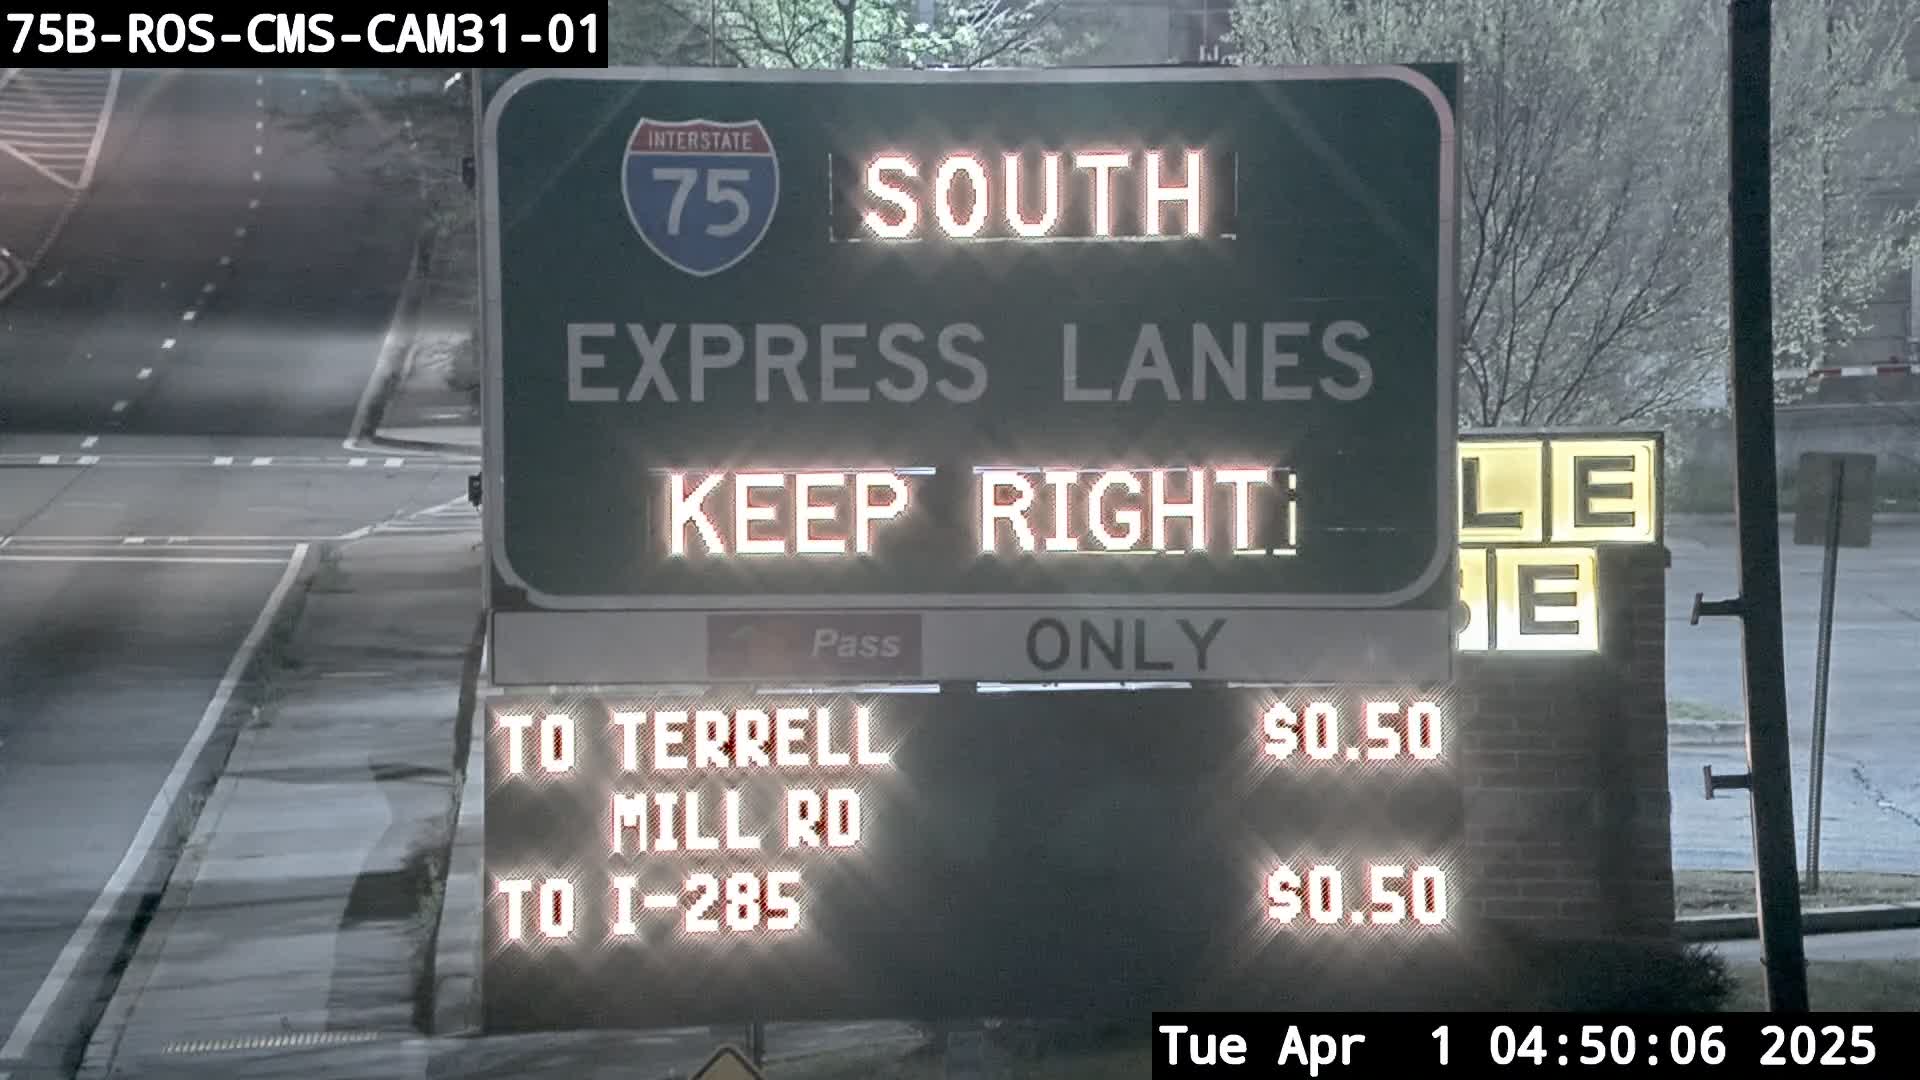 75B-ROS-CMS-CAM31-01
INTERSTATE
75
SOUTH
EXPRESS LANES
KEEP RIGHT
Pass ONLY
TO TERRELL $0.50
MILL RD
TO I-285 $0.50
LE
E
Tue Apr 1 04:50:06 2025